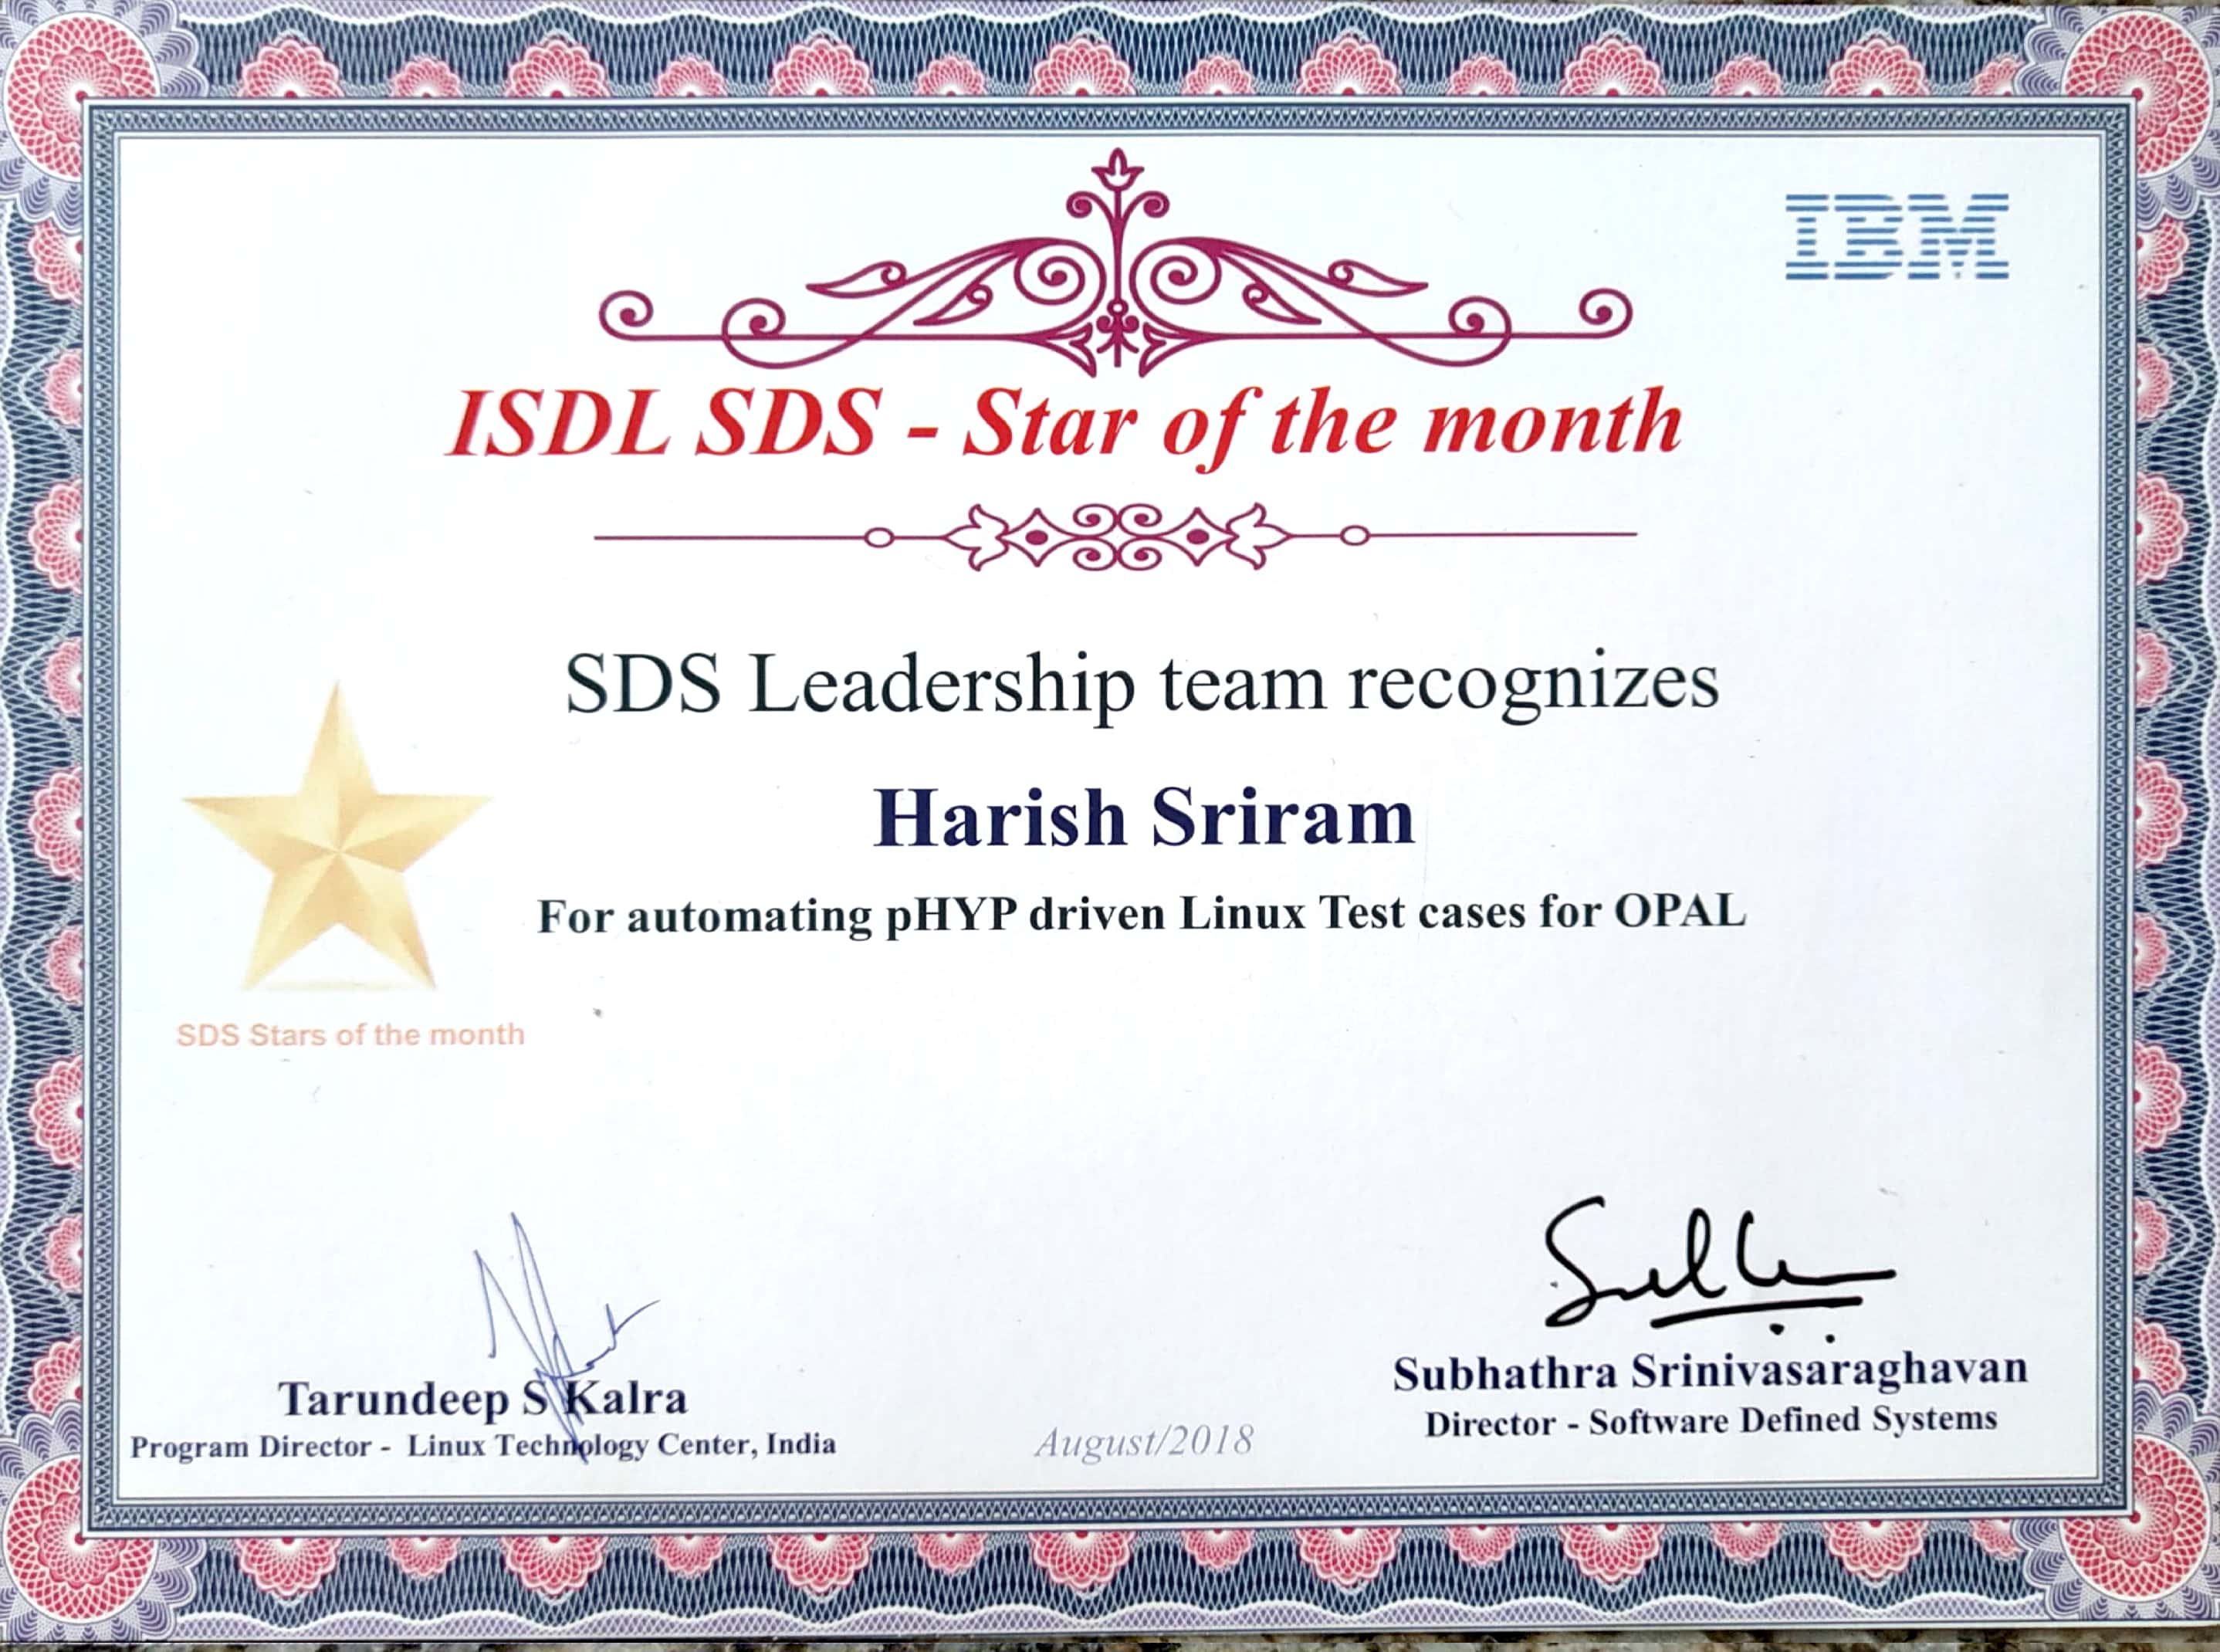 IBM
ISDL SDS - Star of the month
SDS Leadership team recognizes
Harish Sriram
For automating pHYP driven Linux Test cases for OPAL
SDS Stars of the month
Tarundeep S Kalra
Program Director - Linux Technology Center, India
August/2018
Subhathra Srinivasaraghavan
Director - Software Defined Systems